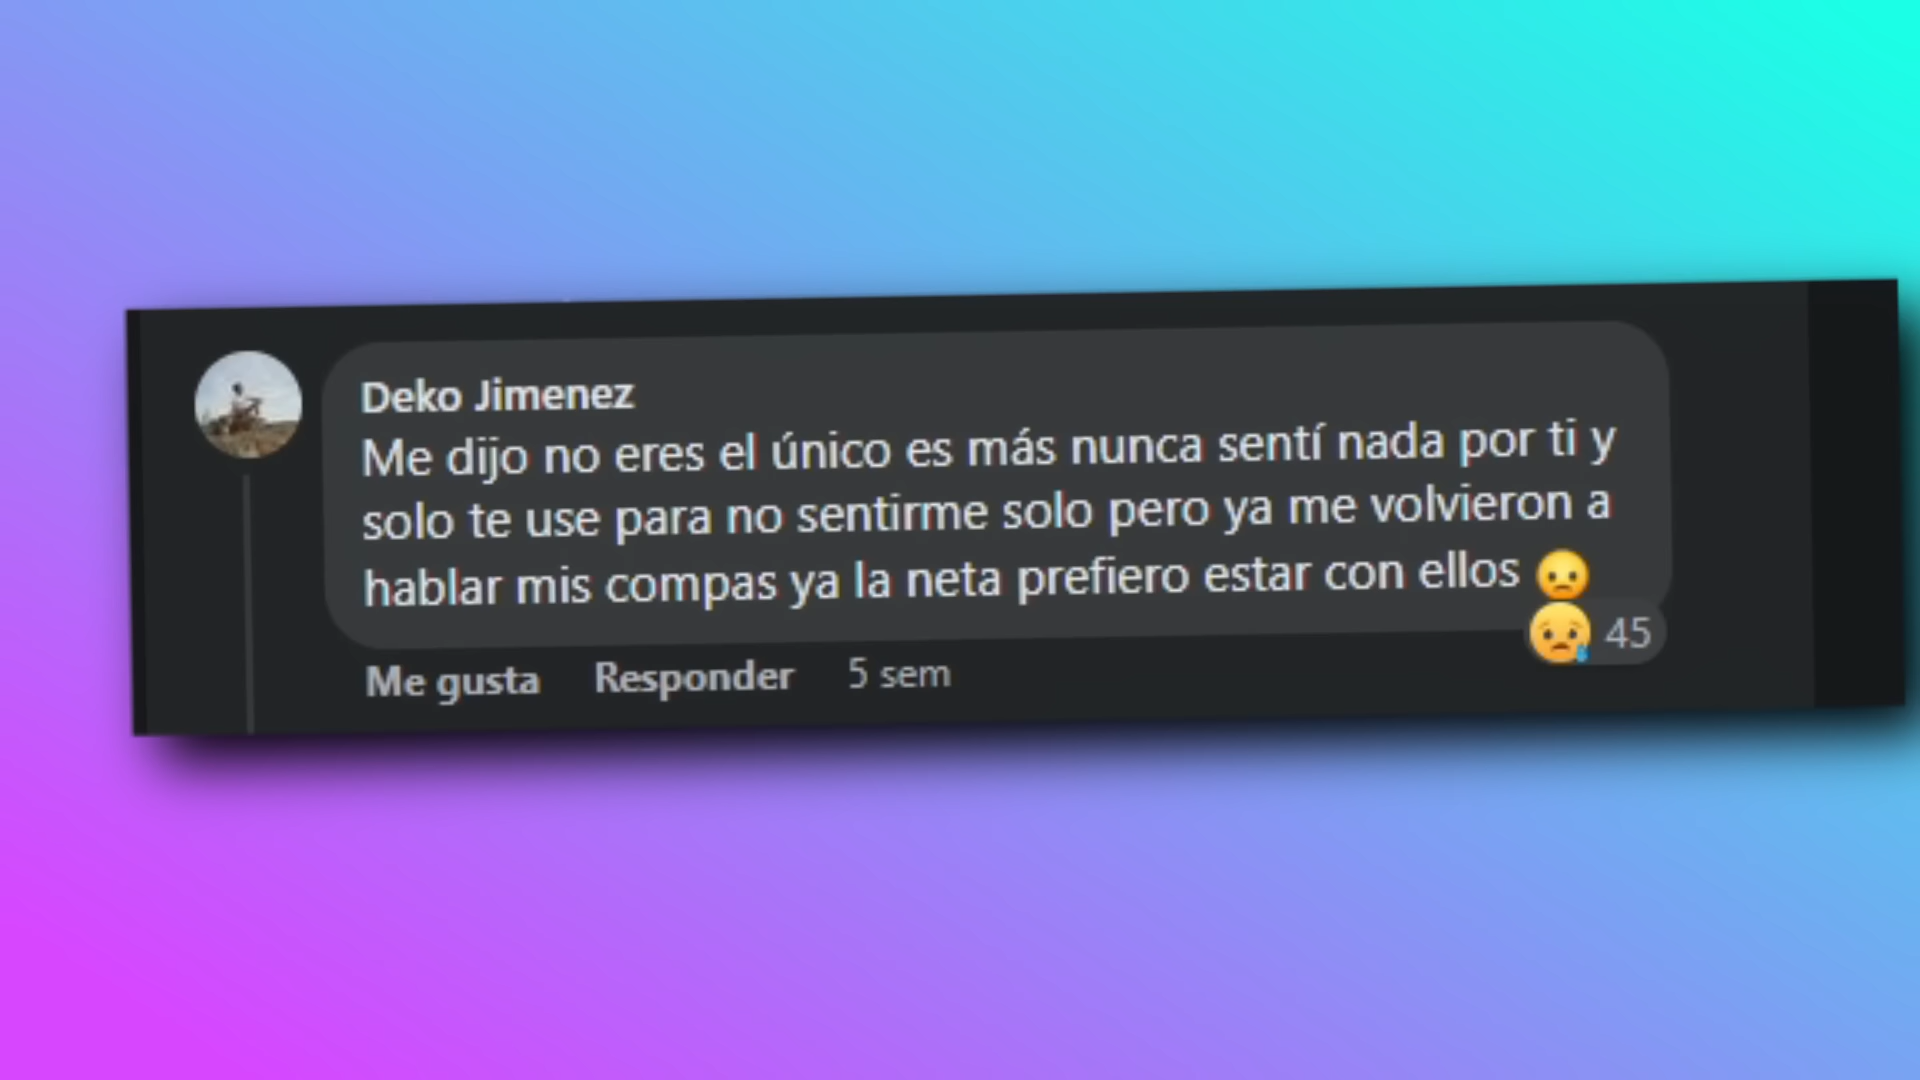 Deko Jimenez
Me dijo no eres el único es más nunca sentí nada por ti y
solo te use para no sentirme solo pero ya me volvieron a
hablar mis compas ya la neta prefiero estar con ellos 🙁
😢 45
Me gusta Responder 5 sem